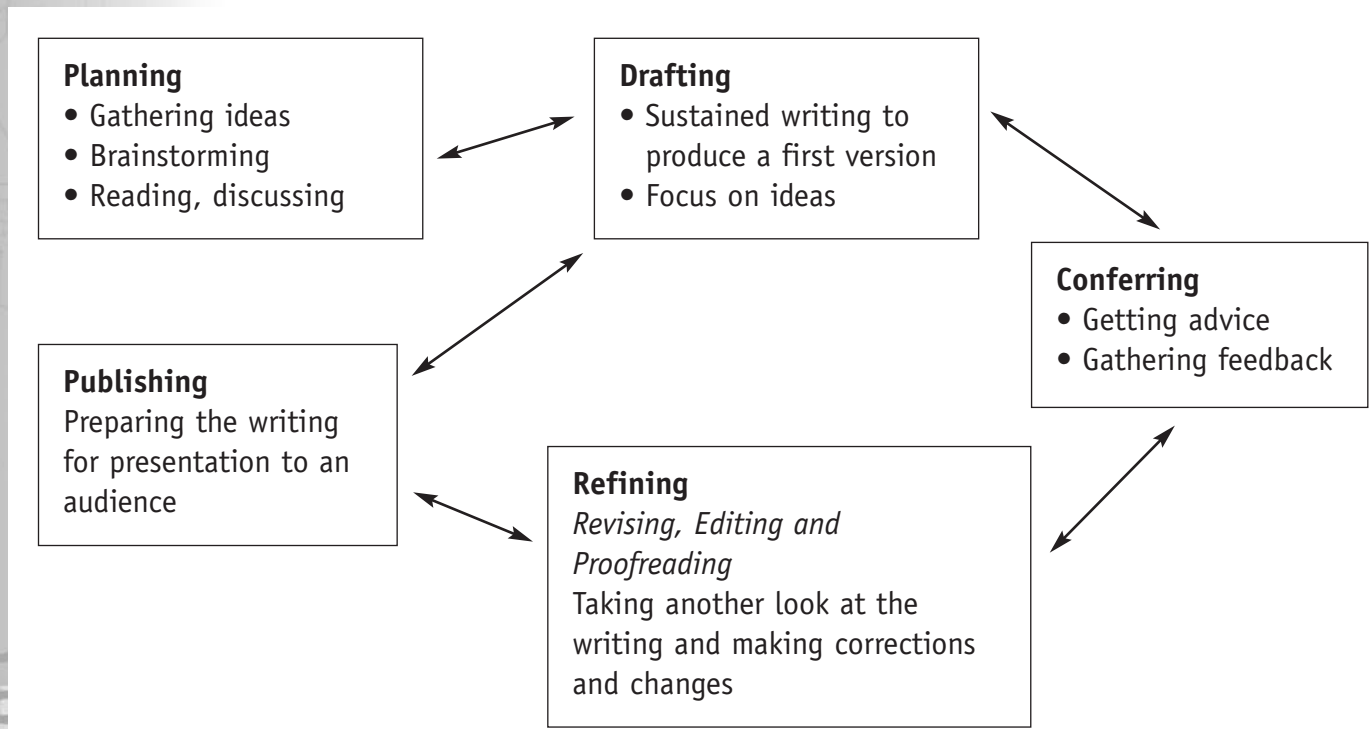 Planning
• Gathering ideas
• Brainstorming
• Reading, discussing
Drafting
• Sustained writing to
produce a first version
• Focus on ideas
Conferring
• Getting advice
• Gathering feedback
Publishing
Preparing the writing
for presentation to an
audience
Refining
Revising, Editing and
Proofreading
Taking another look at the
writing and making corrections
and changes